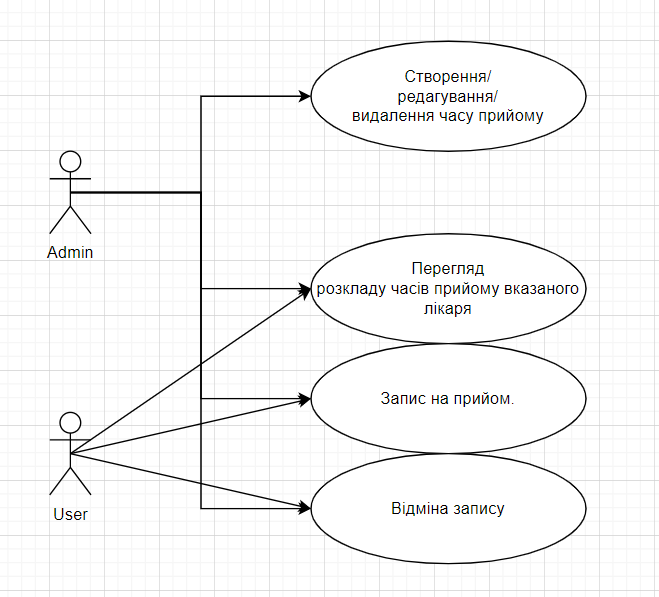 Створення/
редагування/
видалення часу прийому
Admin
Перегляд
розкладу часів прийому вказаного
лікаря
Запис на прийом.
Відміна запису
User